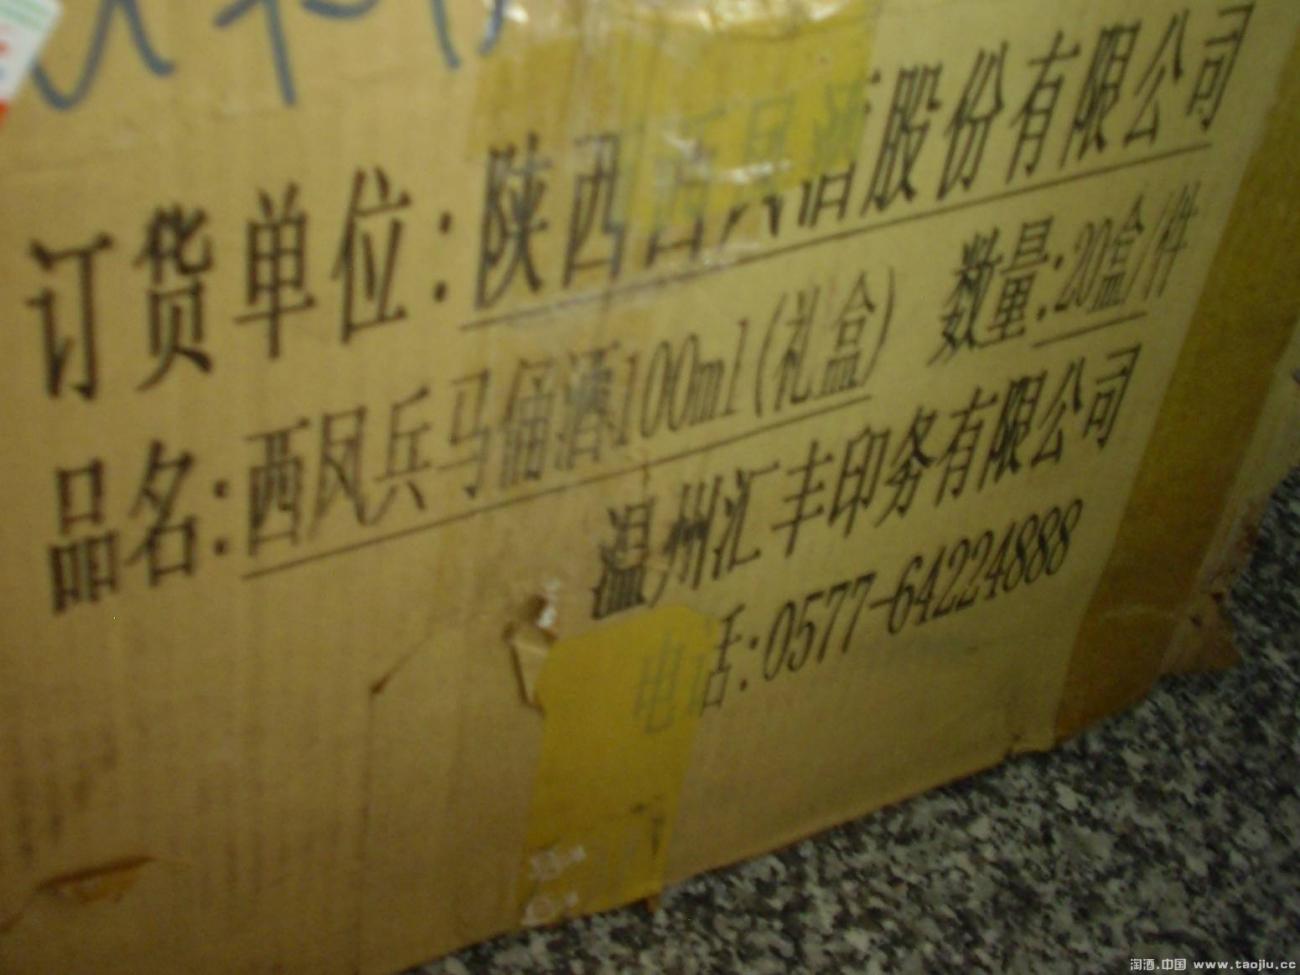 订货单位:陕西西凤酒股份有限公司
品名:西凤兵马俑酒100ml(礼盒) 数量:20盒/件
温州汇丰印务有限公司
电话:0577-64224888
淘酒.中国 www.taojiu.cc